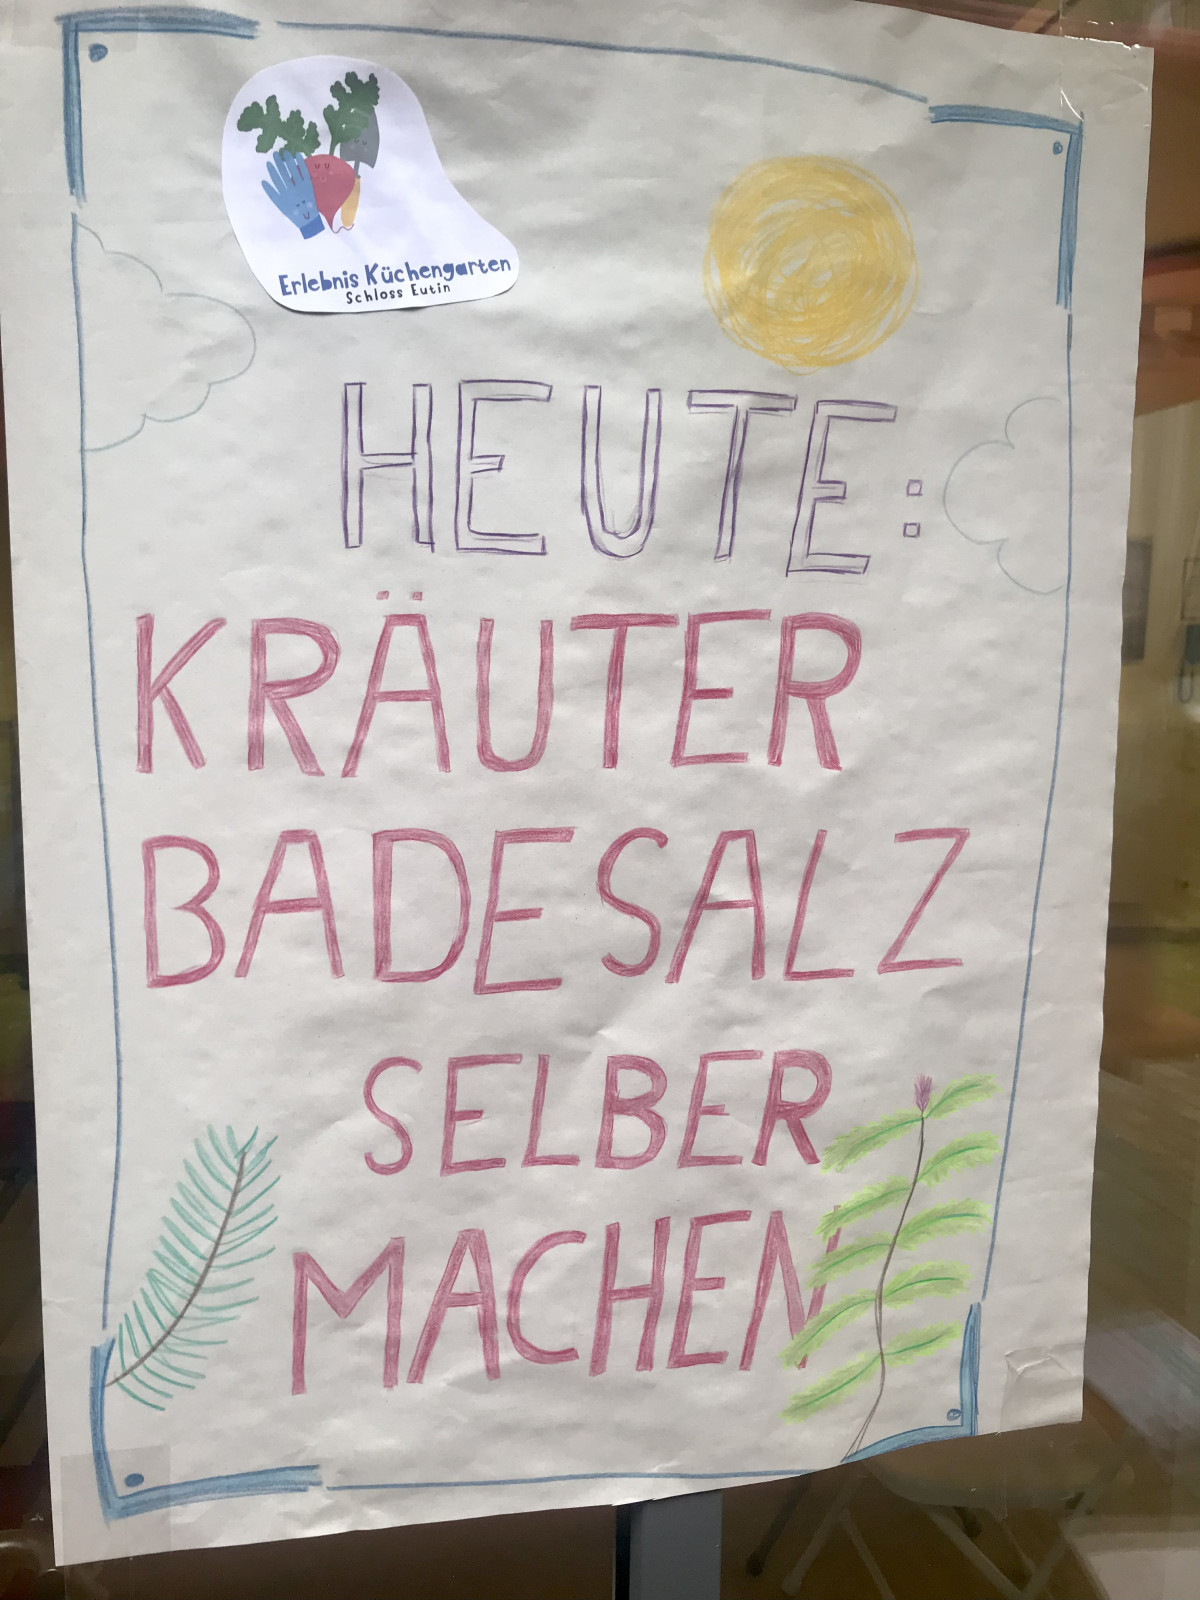 Erlebnis Küchengarten
Schloss Eutin
HEUTE:
KRÄUTER
BADESALZ
SELBER
MACHEN